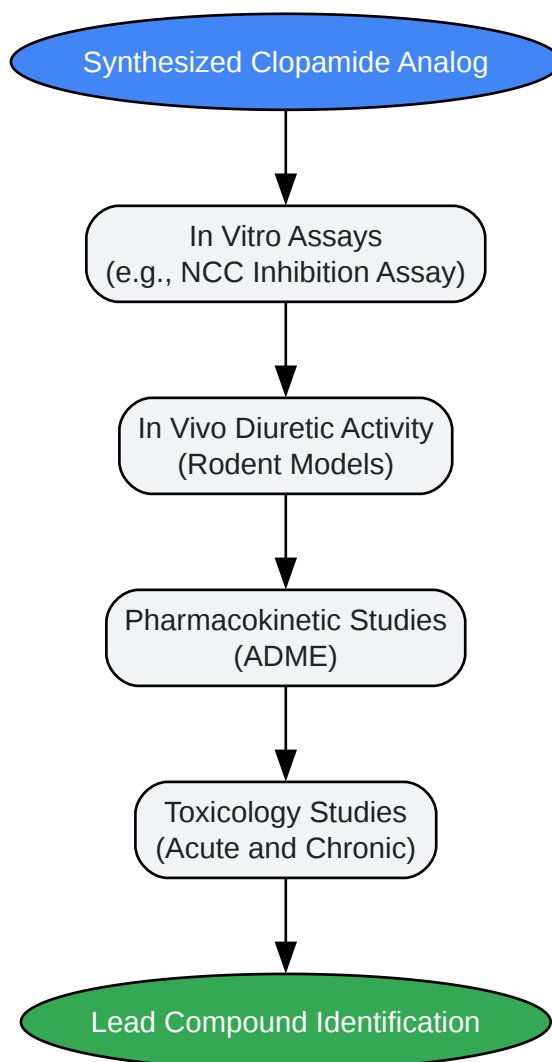 Synthesized Clopamide Analog
In Vitro Assays
(e.g., NCC Inhibition Assay)
In Vivo Diuretic Activity
(Rodent Models)
Pharmacokinetic Studies
(ADME)
Toxicology Studies
(Acute and Chronic)
Lead Compound Identification